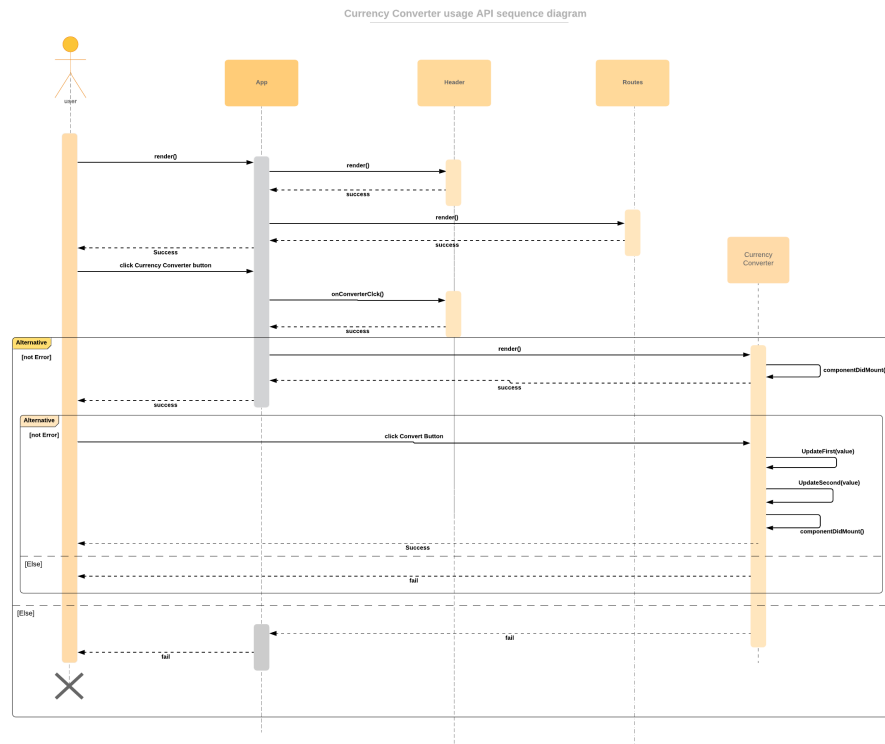 Currency Converter usage API sequence diagram
user
App
Header
Routes
render()
render()
success
render()
success
Success
click Currency Converter button
Currency
Converter
onConverterClck()
success
Alternative
[not Error]
render()
componentDidMount(
success
success
Alternative
[not Error]
click Convert Button
UpdateFirst(value)
UpdateSecond(value)
componentDidMount()
Success
[Else]
fail
[Else]
fail
fail